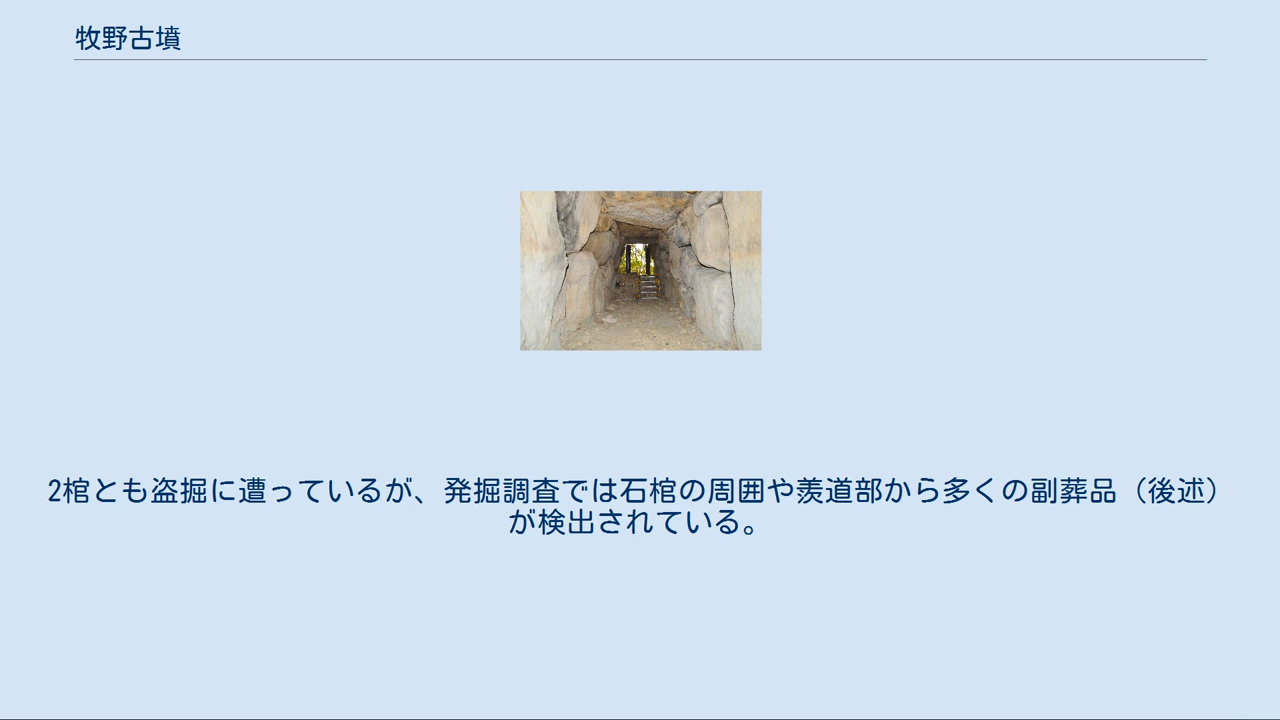 牧野古墳
2棺とも盗掘に遭っているが、発掘調査では石棺の周囲や羨道部から多くの副葬品（後述）
が検出されている。